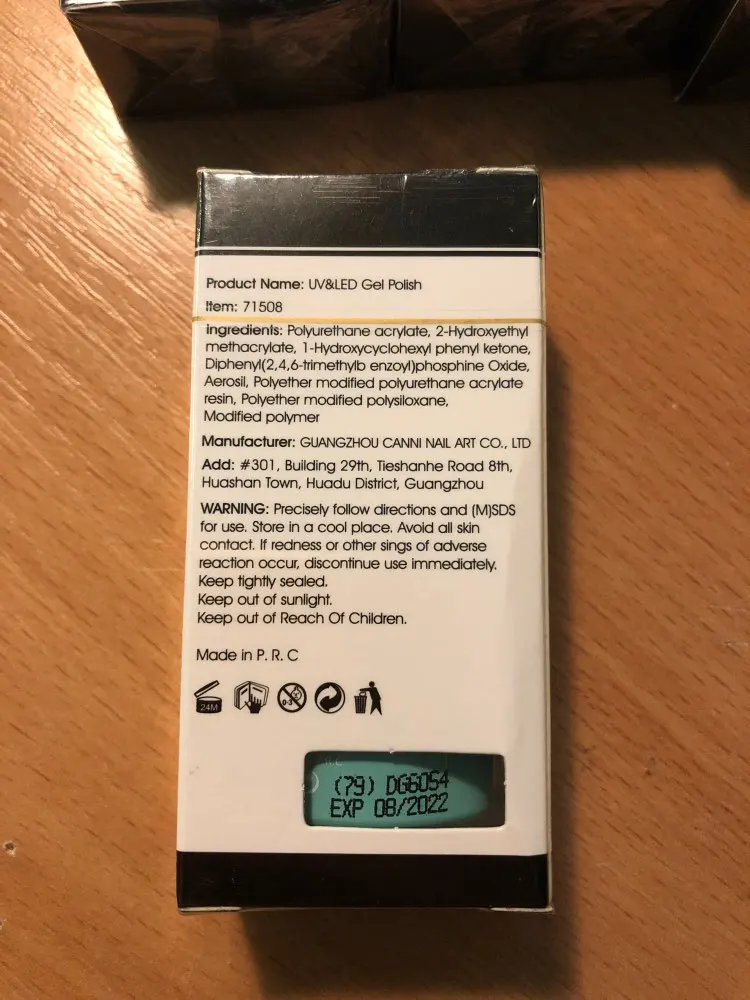 Product Name: UV&LED Gel Polish
Item: 71508
Ingredients: Polyurethane acrylate, 2-Hydroxyethyl
methacrylate, 1-Hydroxycyclohexyl phenyl ketone,
Diphenyl(2,4,6-trimethylb enzoyl)phosphine Oxide,
Aerosil, Polyether modified polyurethane acrylate
resin, Polyether modified polysiloxane,
Modified polymer
Manufacturer: GUANGZHOU CANNI NAIL ART CO., LTD
Add: #301, Building 29th, Tieshanhe Road 8th,
Huashan Town, Huadu District, Guangzhou
WARNING: Precisely follow directions and (M)SDS
for use. Store in a cool place. Avoid all skin
contact. If redness or other sings of adverse
reaction occur, discontinue use immediately.
Keep tightly sealed.
Keep out of sunlight.
Keep out of Reach Of Children.
Made in P. R. C
24M 0-3
(79) DG6054
EXP 08/2022